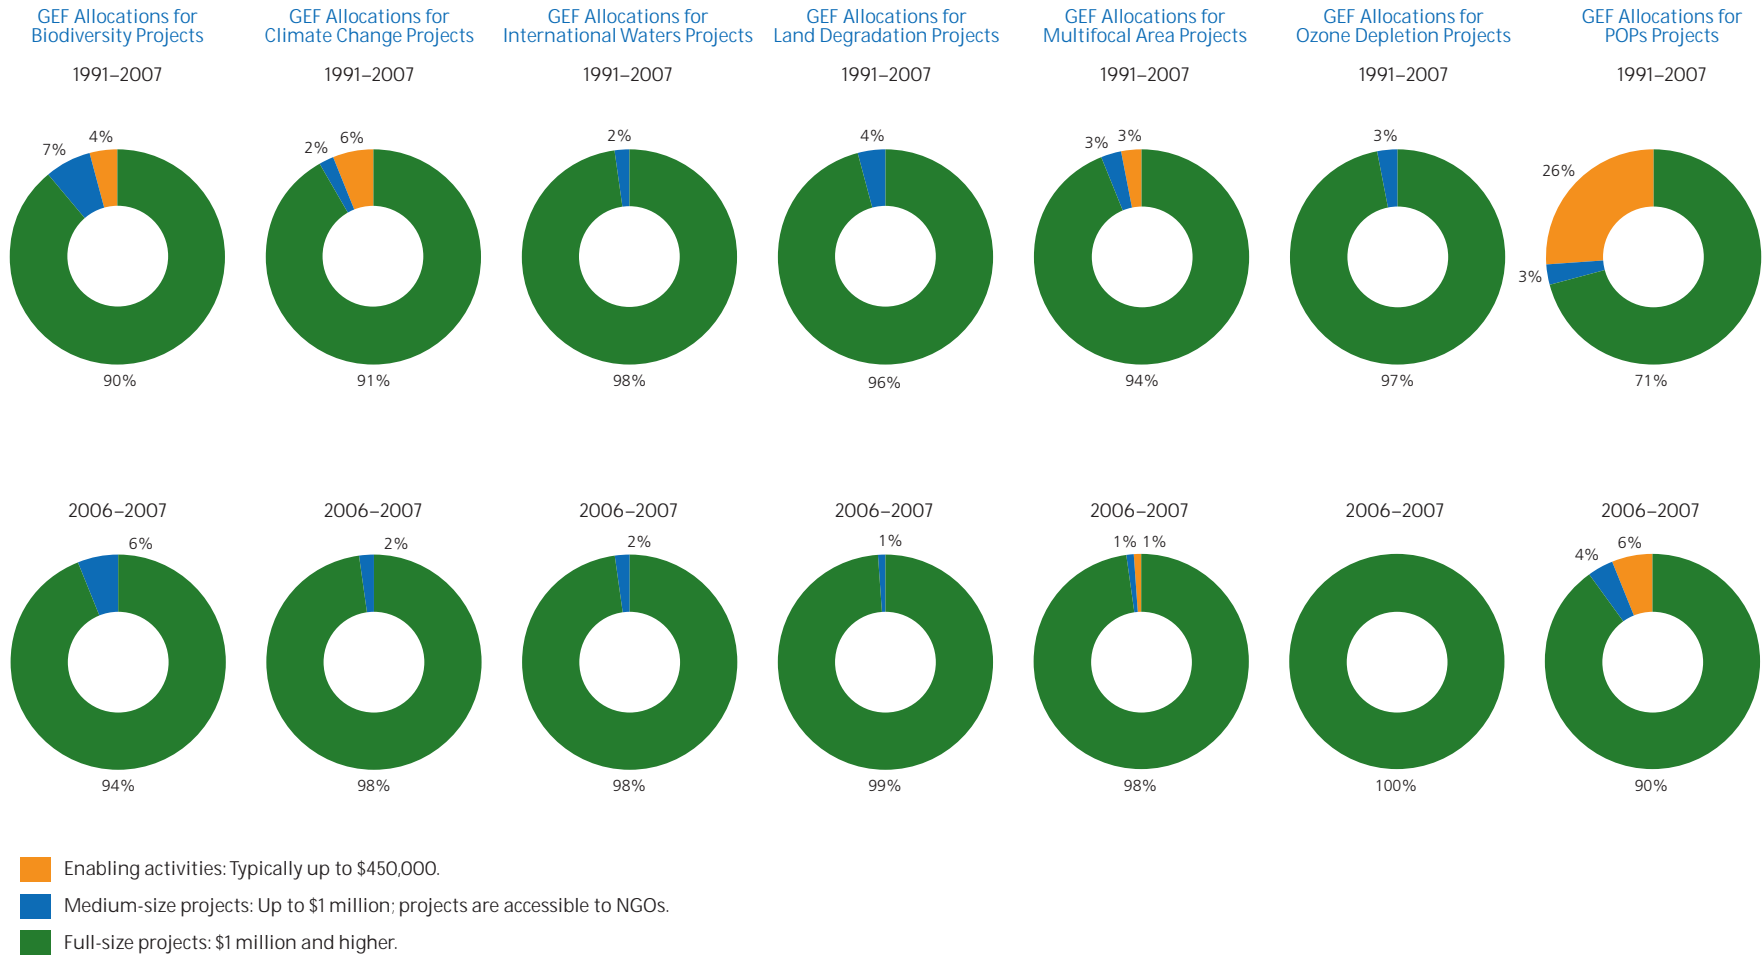 GEF Allocations for
Biodiversity Projects
GEF Allocations for
Climate Change Projects
GEF Allocations for
International Waters Projects
GEF Allocations for
Land Degradation Projects
GEF Allocations for
Multifocal Area Projects
GEF Allocations for
Ozone Depletion Projects
GEF Allocations for
POPs Projects
1991–2007
1991–2007
1991–2007
1991–2007
1991–2007
1991–2007
1991–2007
7%
4%
90%
2%
6%
91%
2%
98%
4%
96%
3%
3%
94%
3%
97%
26%
3%
71%
2006–2007
2006–2007
2006–2007
2006–2007
2006–2007
2006–2007
2006–2007
6%
94%
2%
98%
2%
98%
1%
99%
1%
1%
98%
100%
4%
6%
90%
Enabling activities: Typically up to $450,000.
Medium-size projects: Up to $1 million; projects are accessible to NGOs.
Full-size projects: $1 million and higher.